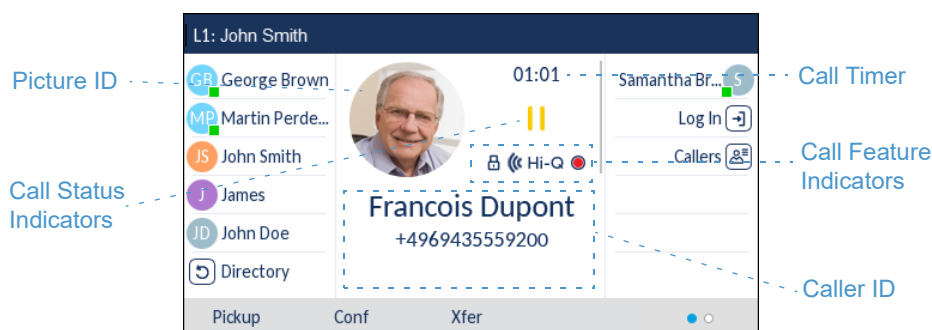 L1: John Smith
Picture ID
GB George Brown
01:01
Samantha Br... S
Call Timer
MP Martin Perde...
Log In
JS John Smith
Hi-Q
Callers
Call Feature
Indicators
Call Status
Indicators
J James
Francois Dupont
JD John Doe
+4969435559200
Directory
Caller ID
Pickup Conf Xfer